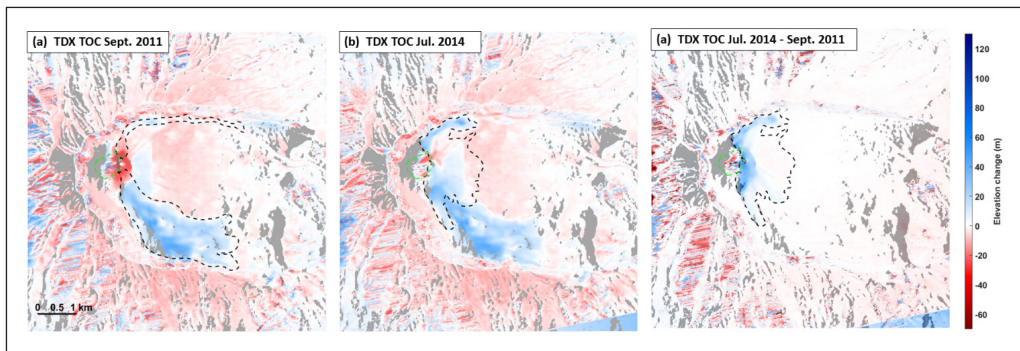 (a) TDX TOC Sept. 2011
(b) TDX TOC Jul. 2014
(a) TDX TOC Jul. 2014 - Sept. 2011
0 0.5 1 km
120
100
80
60
40
20
0
-20
-40
-60
Elevation change (m)